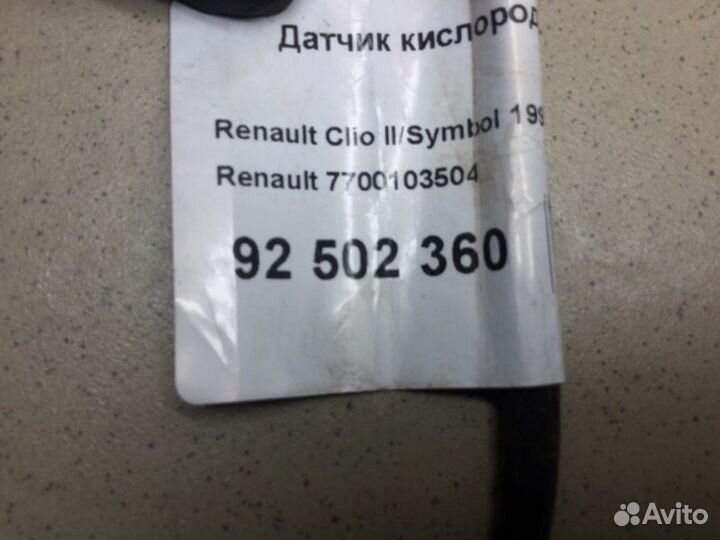 Датчик кислород
Renault Clio II/Symbol 199
Renault 7700103504
92 502 360
Avito